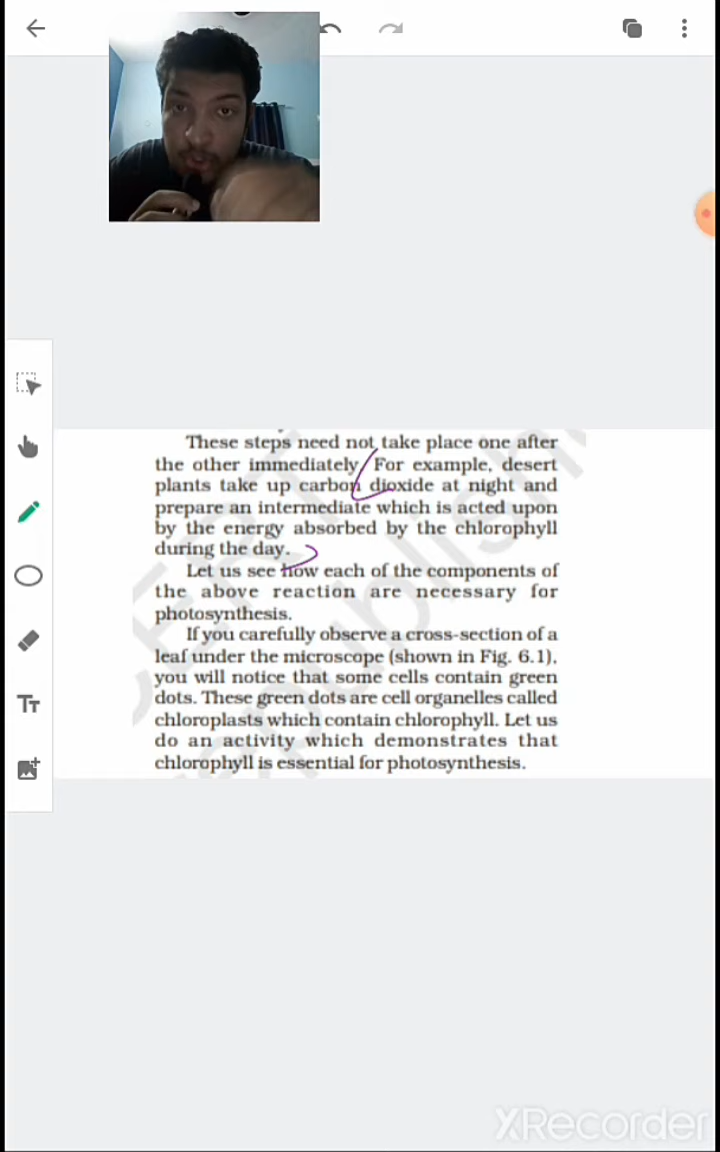 These steps need not take place one after
the other immediately. For example, desert
plants take up carbon dioxide at night and
prepare an intermediate which is acted upon
by the energy absorbed by the chlorophyll
during the day.
Let us see how each of the components of
the above reaction are necessary for
photosynthesis.
If you carefully observe a cross-section of a
leaf under the microscope (shown in Fig. 6.1),
you will notice that some cells contain green
dots. These green dots are cell organelles called
chloroplasts which contain chlorophyll. Let us
do an activity which demonstrates that
chlorophyll is essential for photosynthesis.
TT
XRecorder